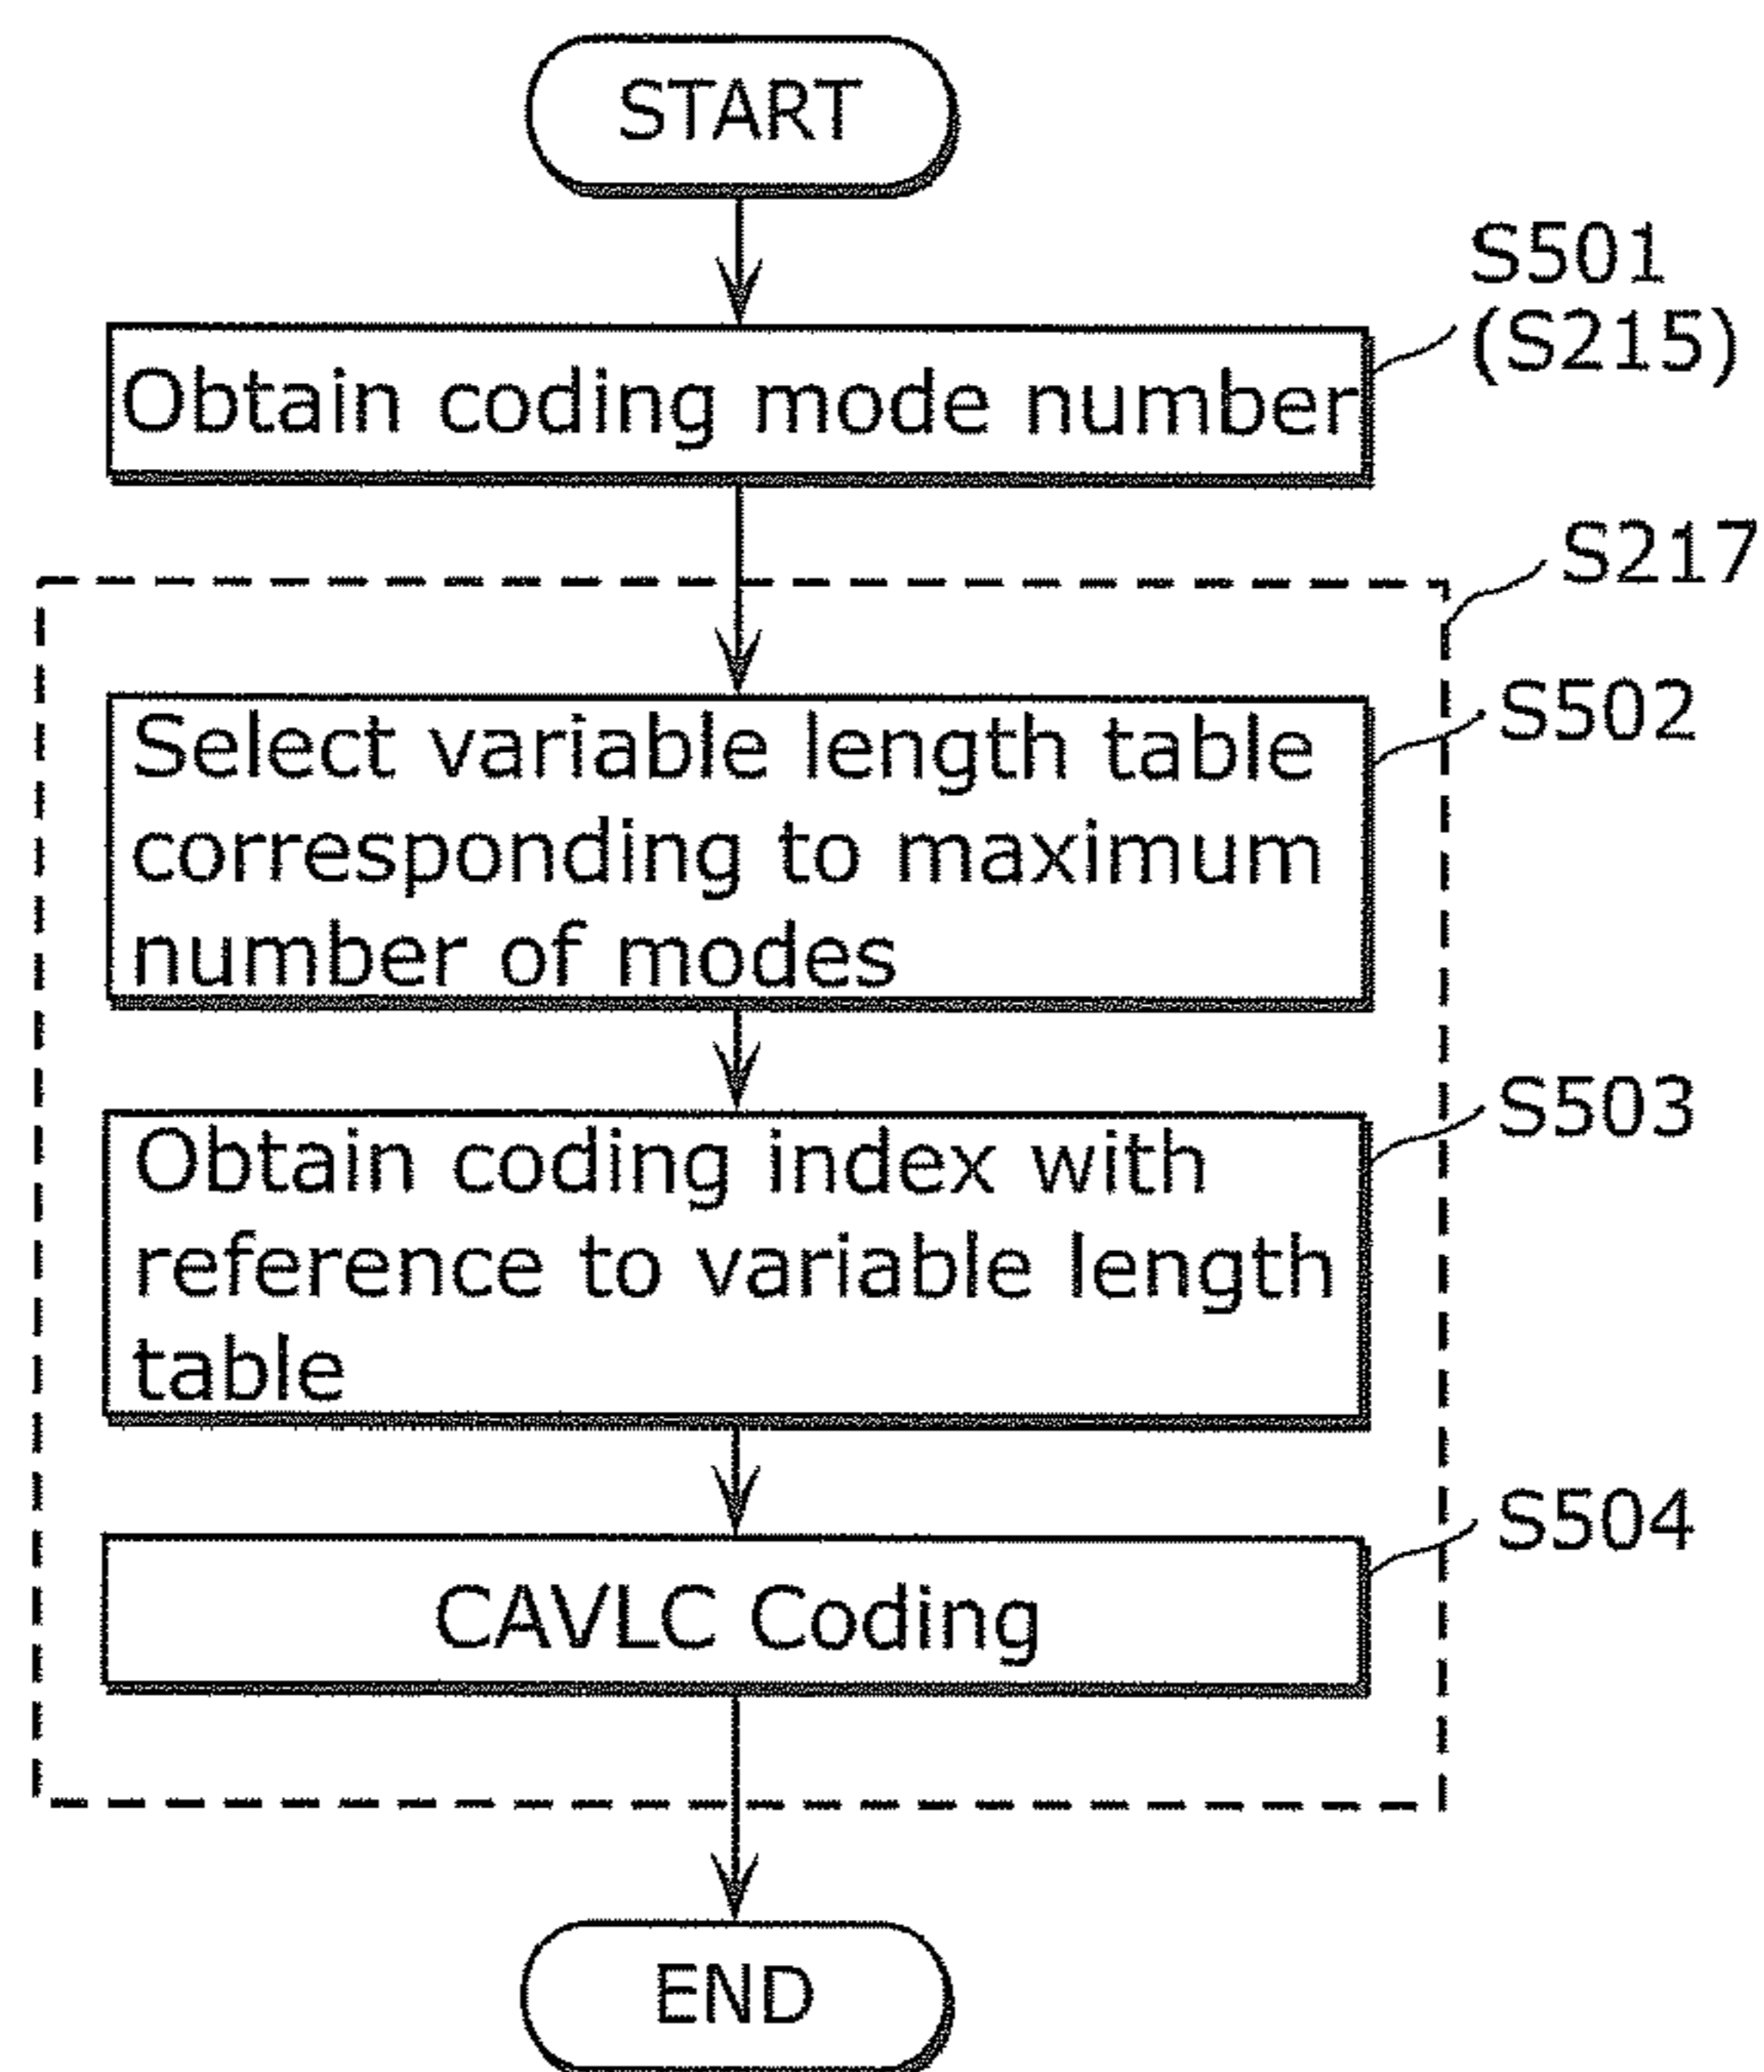 START
S501
(S215)
Obtain coding mode number
S217
Select variable length table
corresponding to maximum
number of modes
S502
Obtain coding index with
reference to variable length
table
S503
CAVLC Coding
S504
END